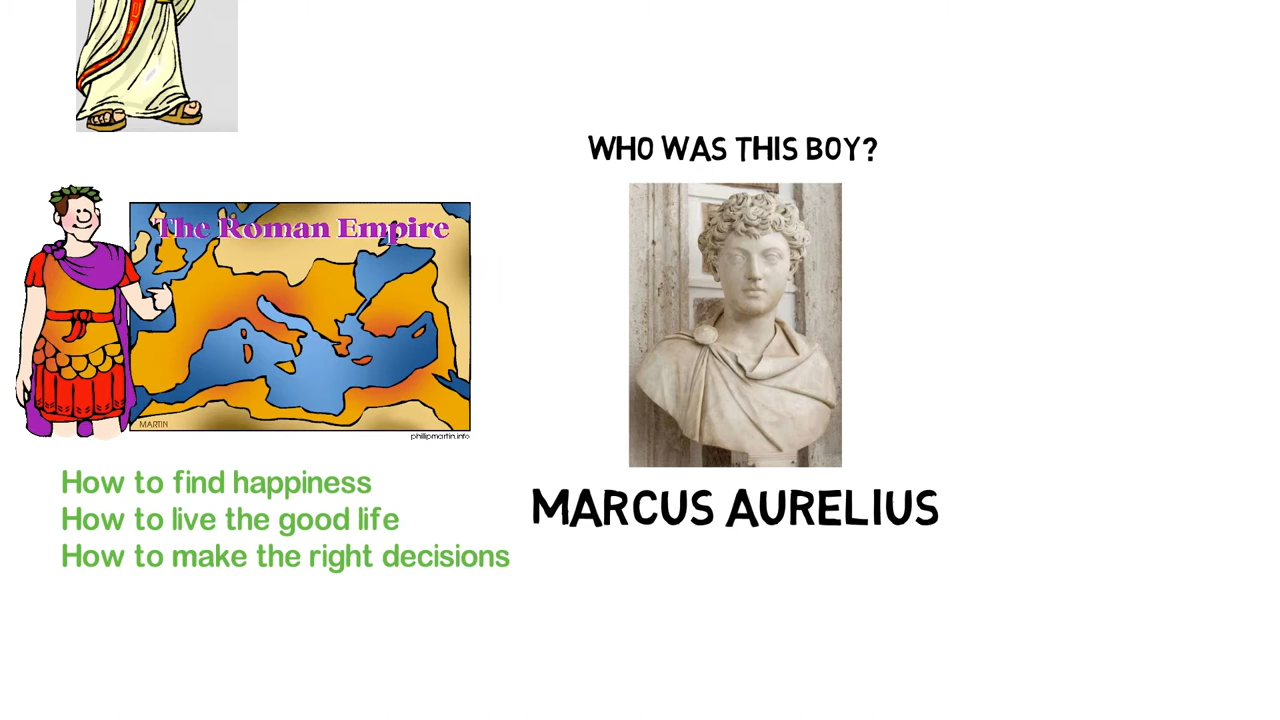 WHO WAS THIS BOY?
The Roman Empire
MARTIN
phillipmartin.info
How to find happiness
How to live the good life
How to make the right decisions
MARCUS AURELIUS